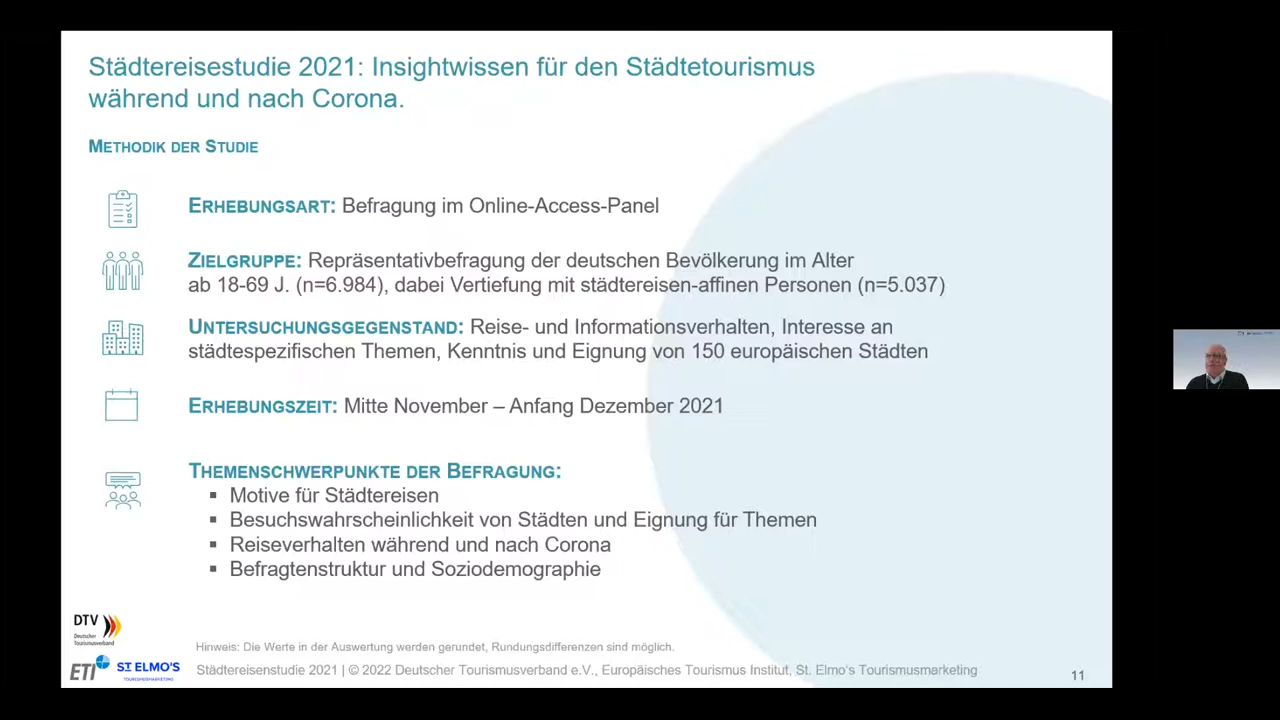 Städtereisestudie 2021: Insightwissen für den Städtetourismus
während und nach Corona.
METHODIK DER STUDIE
ERHEBUNGSART: Befragung im Online-Access-Panel
ZIELGRUPPE: Repräsentativbefragung der deutschen Bevölkerung im Alter
ab 18-69 J. (n=6.984), dabei Vertiefung mit städtereisen-affinen Personen (n=5.037)
UNTERSUCHUNGSGEGENSTAND: Reise- und Informationsverhalten, Interesse an
städtespezifischen Themen, Kenntnis und Eignung von 150 europäischen Städten
ERHEBUNGSZEIT: Mitte November – Anfang Dezember 2021
THEMENSCHWERPUNKTE DER BEFRAGUNG:
▪ Motive für Städtereisen
▪ Besuchswahrscheinlichkeit von Städten und Eignung für Themen
▪ Reiseverhalten während und nach Corona
▪ Befragtenstruktur und Soziodemographie
DTV
Deutscher
Tourismusverband
ETI
ST ELMO'S
TOURISMUSMARKETING
Hinweis: Die Werte in der Auswertung werden gerundet, Rundungsdifferenzen sind möglich.
Städtereisenstudie 2021 | © 2022 Deutscher Tourismusverband e.V., Europäisches Tourismus Institut, St. Elmo's Tourismusmarketing
11